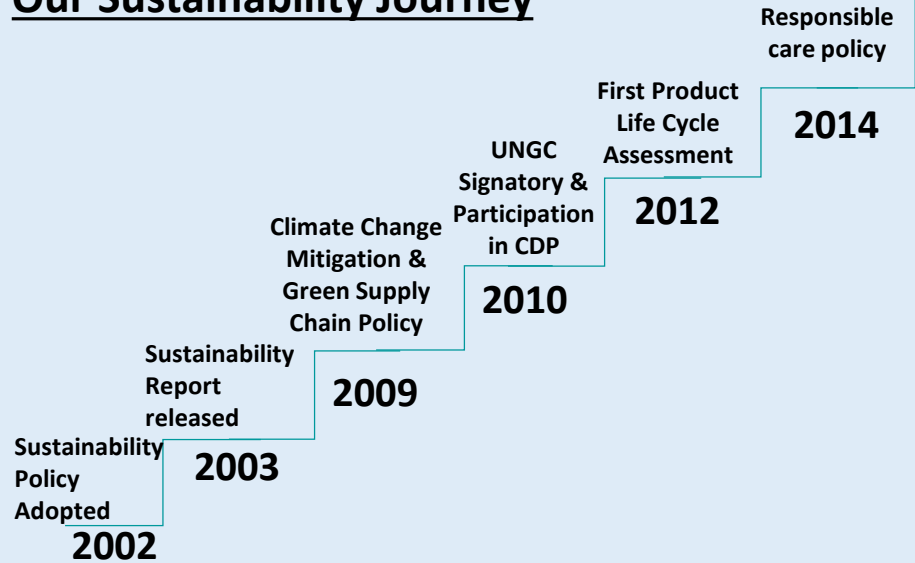 Our Sustainability Journey
Responsible
care policy
2014
First Product
Life Cycle
Assessment
2012
UNGC
Signatory &
Participation
in CDP
2010
Climate Change
Mitigation &
Green Supply
Chain Policy
2009
Sustainability
Report
released
2003
Sustainability
Policy
Adopted
2002